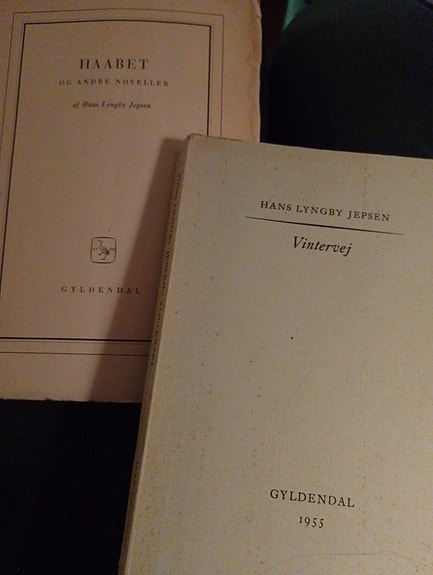 HAABET
OG ANDRE NOVELLER
af Hans Lyngby Jepsen
GYLDENDAL
HANS LYNGBY JEPSEN
Vintervej
GYLDENDAL
1955